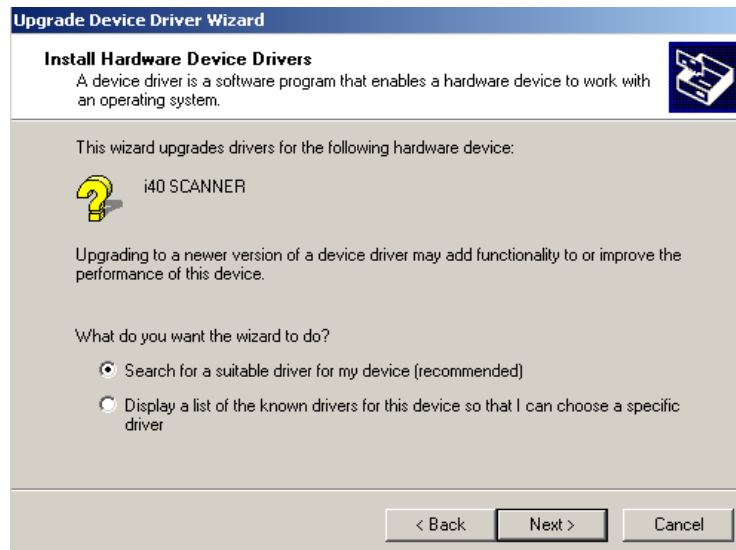 Upgrade Device Driver Wizard
Install Hardware Device Drivers
A device driver is a software program that enables a hardware device to work with
an operating system.
This wizard upgrades drivers for the following hardware device:
i40 SCANNER
Upgrading to a newer version of a device driver may add functionality to or improve the
performance of this device.
What do you want the wizard to do?
Search for a suitable driver for my device (recommended)
Display a list of the known drivers for this device so that I can choose a specific
driver
< Back
Next >
Cancel